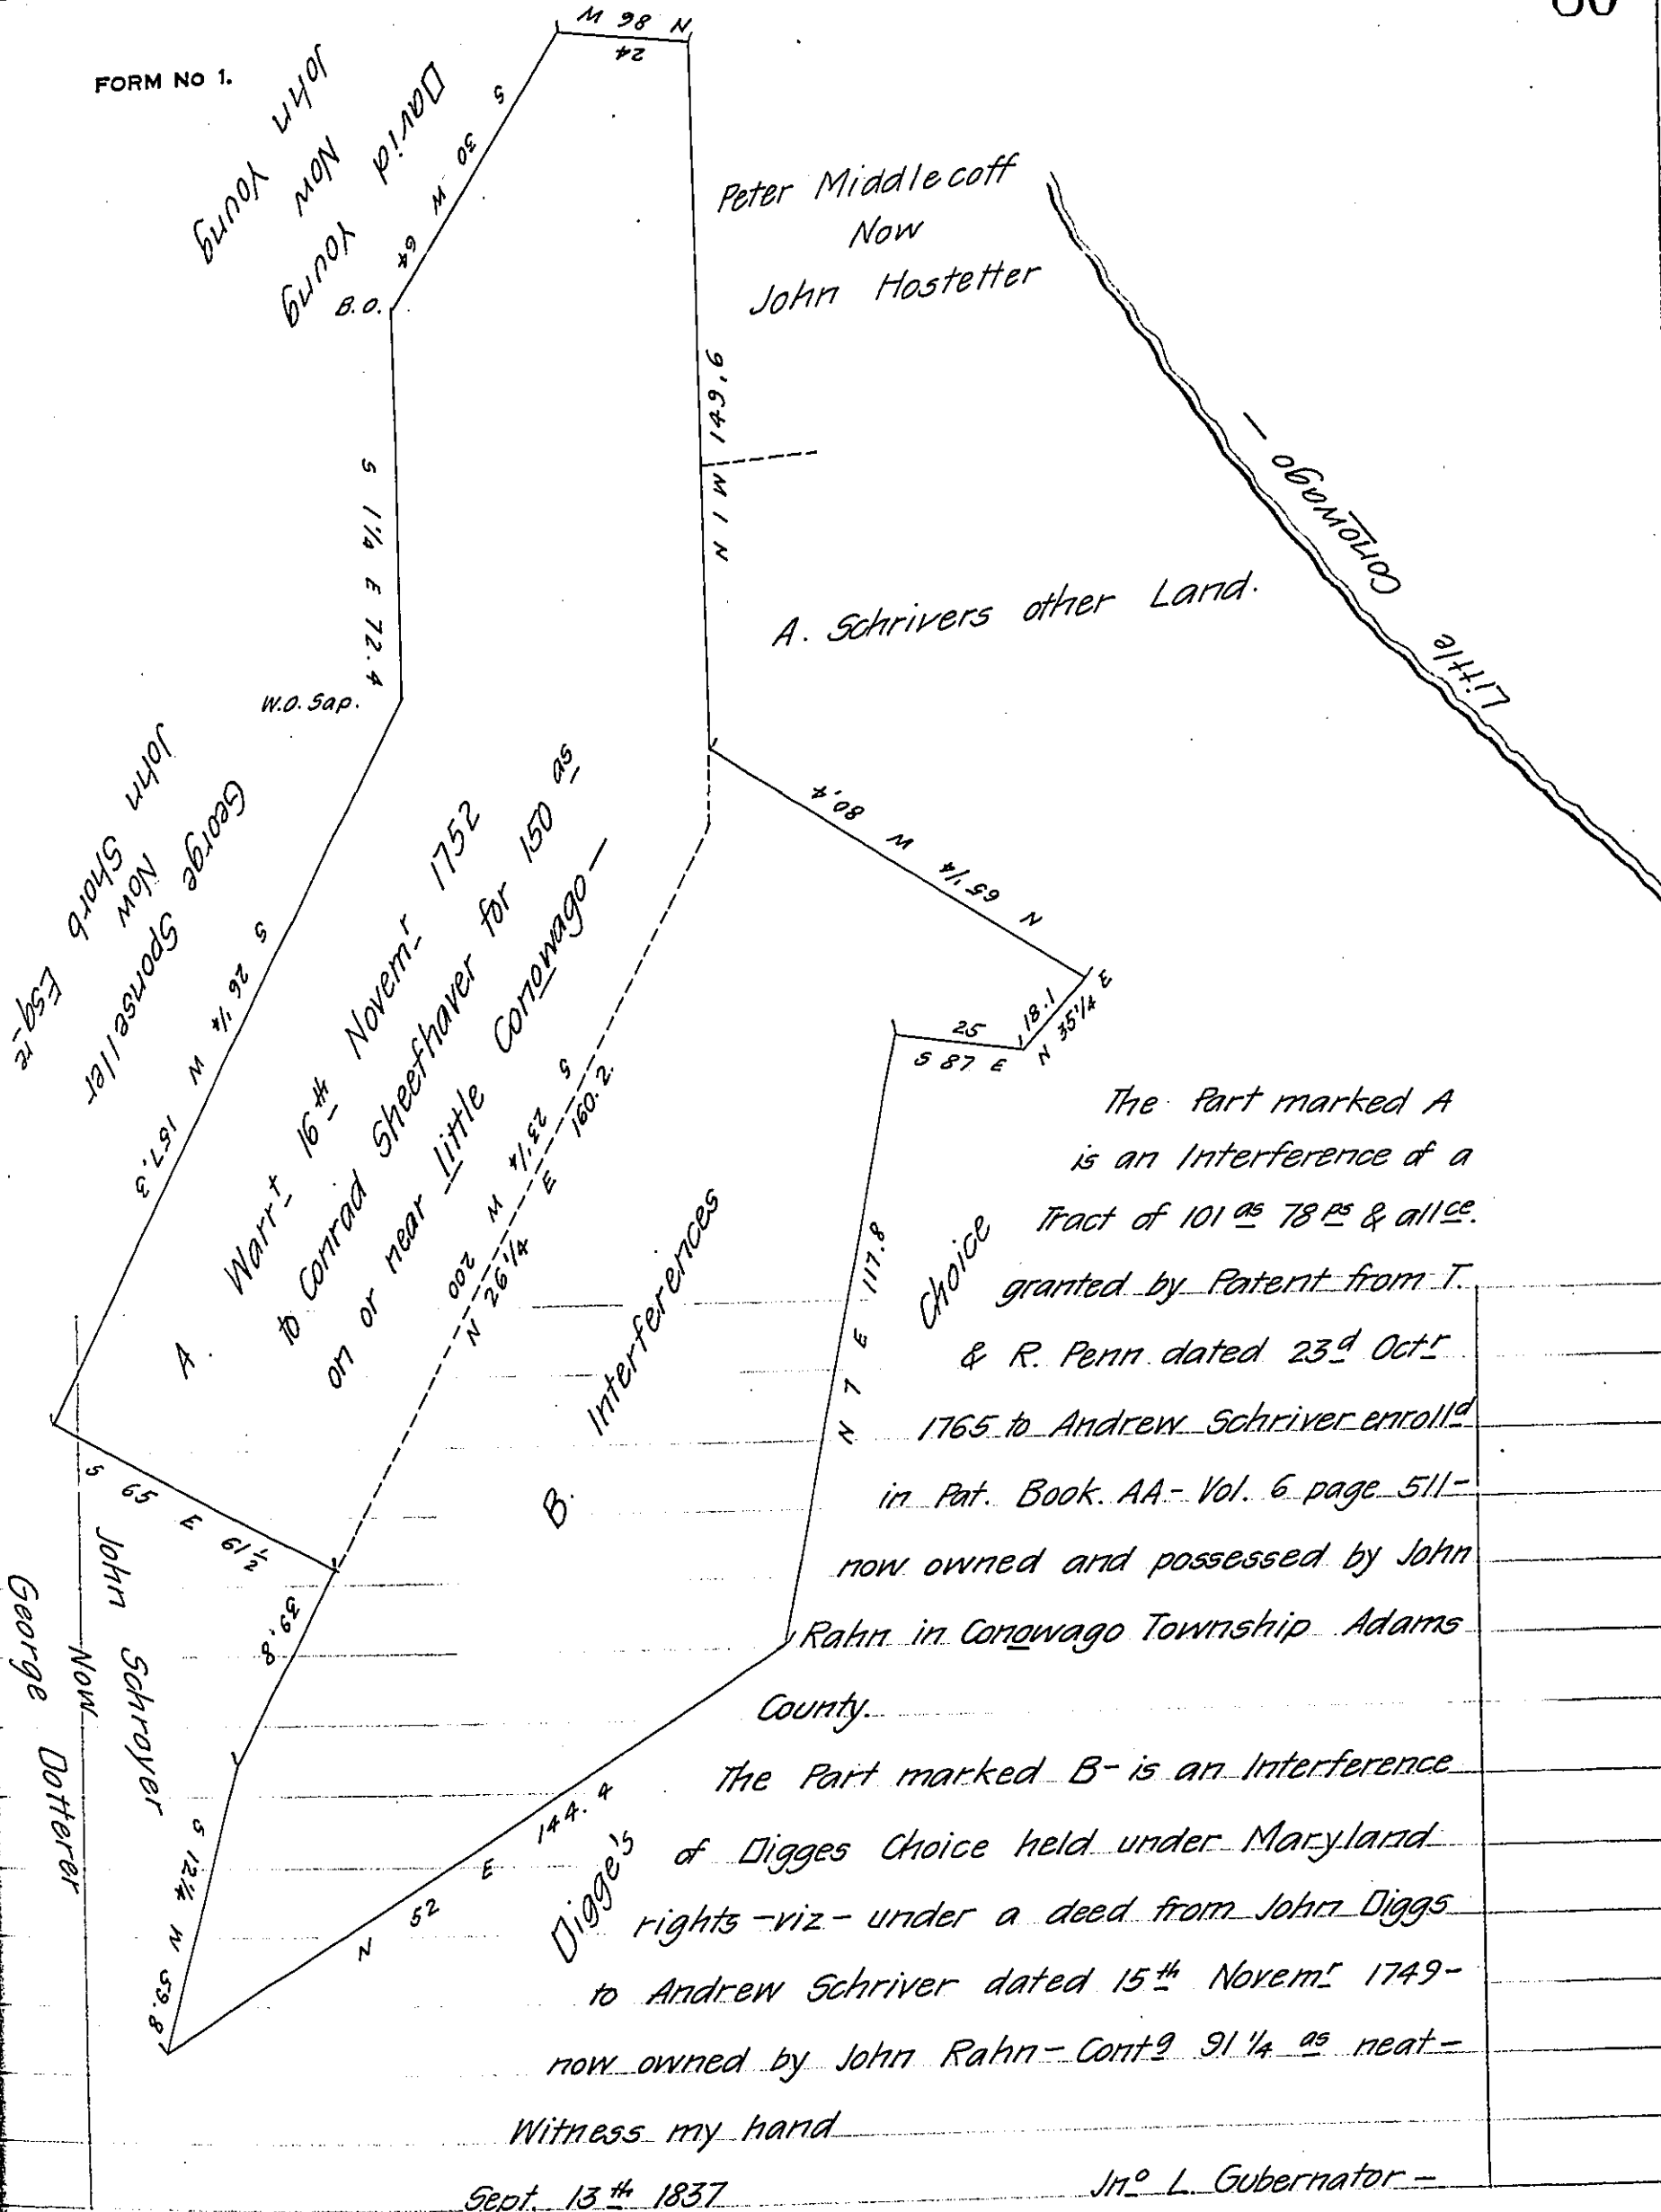 FORM NO 1.
80
N 86 W
24
S 30 W 64
David Young
Now
John Young
B.O.
Peter Middlecoff
Now
John Hostetter
N 1 W 149.6
S 1¼ E 72.4
Little Conowago —
A. Schrivers other Land.
W.O. Sap.
N 65¼ W 80.4
George Sponseller
Now
John Shorb Esq-re
S 26¼ W 157.3
Warrt 16th Novemr 1752
to Conrad Sheefhaver for 150 as
on or near little Conowago —
A.
S 23¼ E 160.2.
N 26¼ W 200
N 35¼ E
18.1
25
S 87 E
N 7 E 117.8
Interferences
B.
S 65 E 61½
39.8
John Schroyer
Now
George Dotterer
S 12¼ W 59.8
N 52 E 144.4
Digge's Choice
The Part marked A
is an Interference of a
Tract of 101 as 78 ps & allce.
granted by Patent from T.
& R. Penn dated 23d Octr
1765 to Andrew Schriver enrolld
in Pat. Book. AA - Vol. 6 page 511 -
now owned and possessed by John
Rahn in Conowago Township Adams
County.
The Part marked B - is an Interference
of Digges Choice held under Maryland
rights - viz - under a deed from John Diggs
to Andrew Schriver dated 15th Novemr 1749 -
now owned by John Rahn - Contg 91¼ as neat -
Witness my hand
Sept. 13th 1837
Jno L. Gubernator -